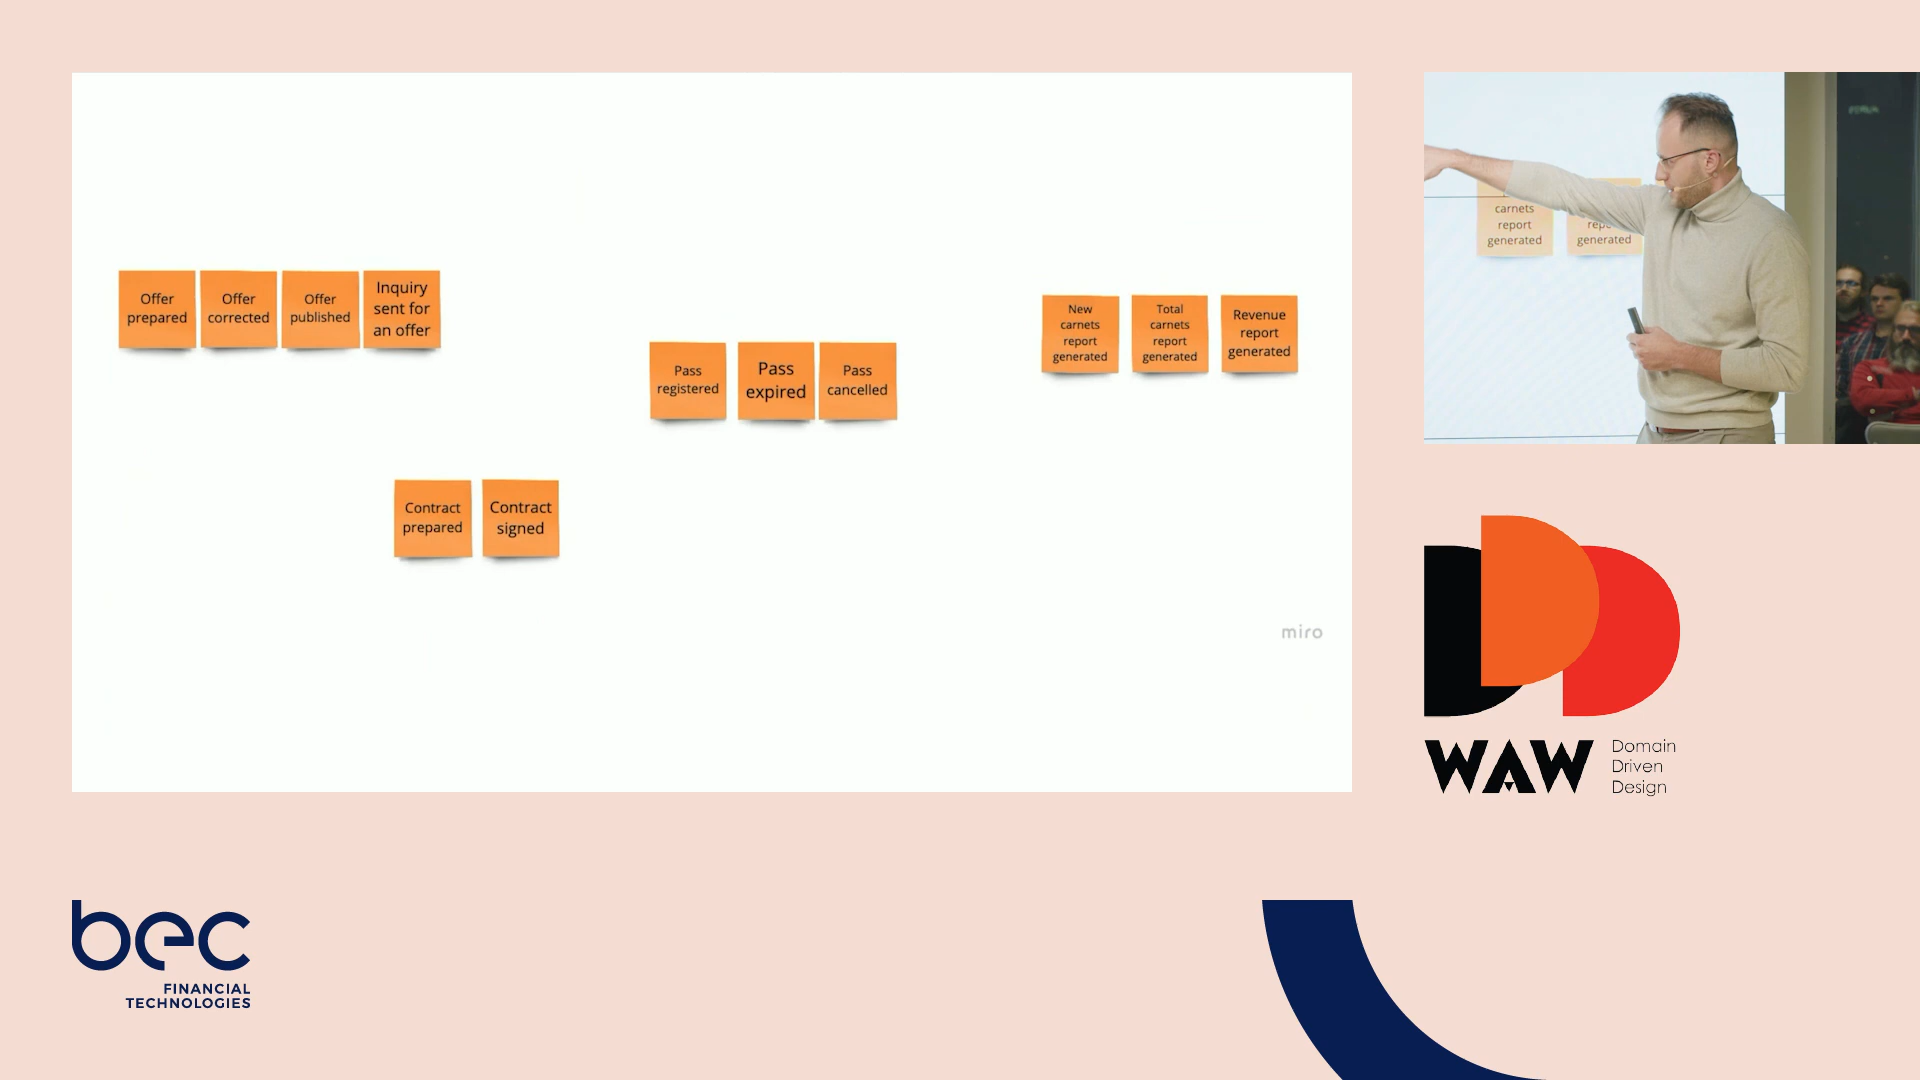 Offer
prepared
Offer
corrected
Offer
published
Inquiry
sent for
an offer
Pass
registered
Pass
expired
Pass
cancelled
New
carnets
report
generated
Total
carnets
report
generated
Revenue
report
generated
Contract
prepared
Contract
signed
miro
carnets
report
generated
generated
WAW
Domain
Driven
Design
bec
FINANCIAL
TECHNOLOGIES